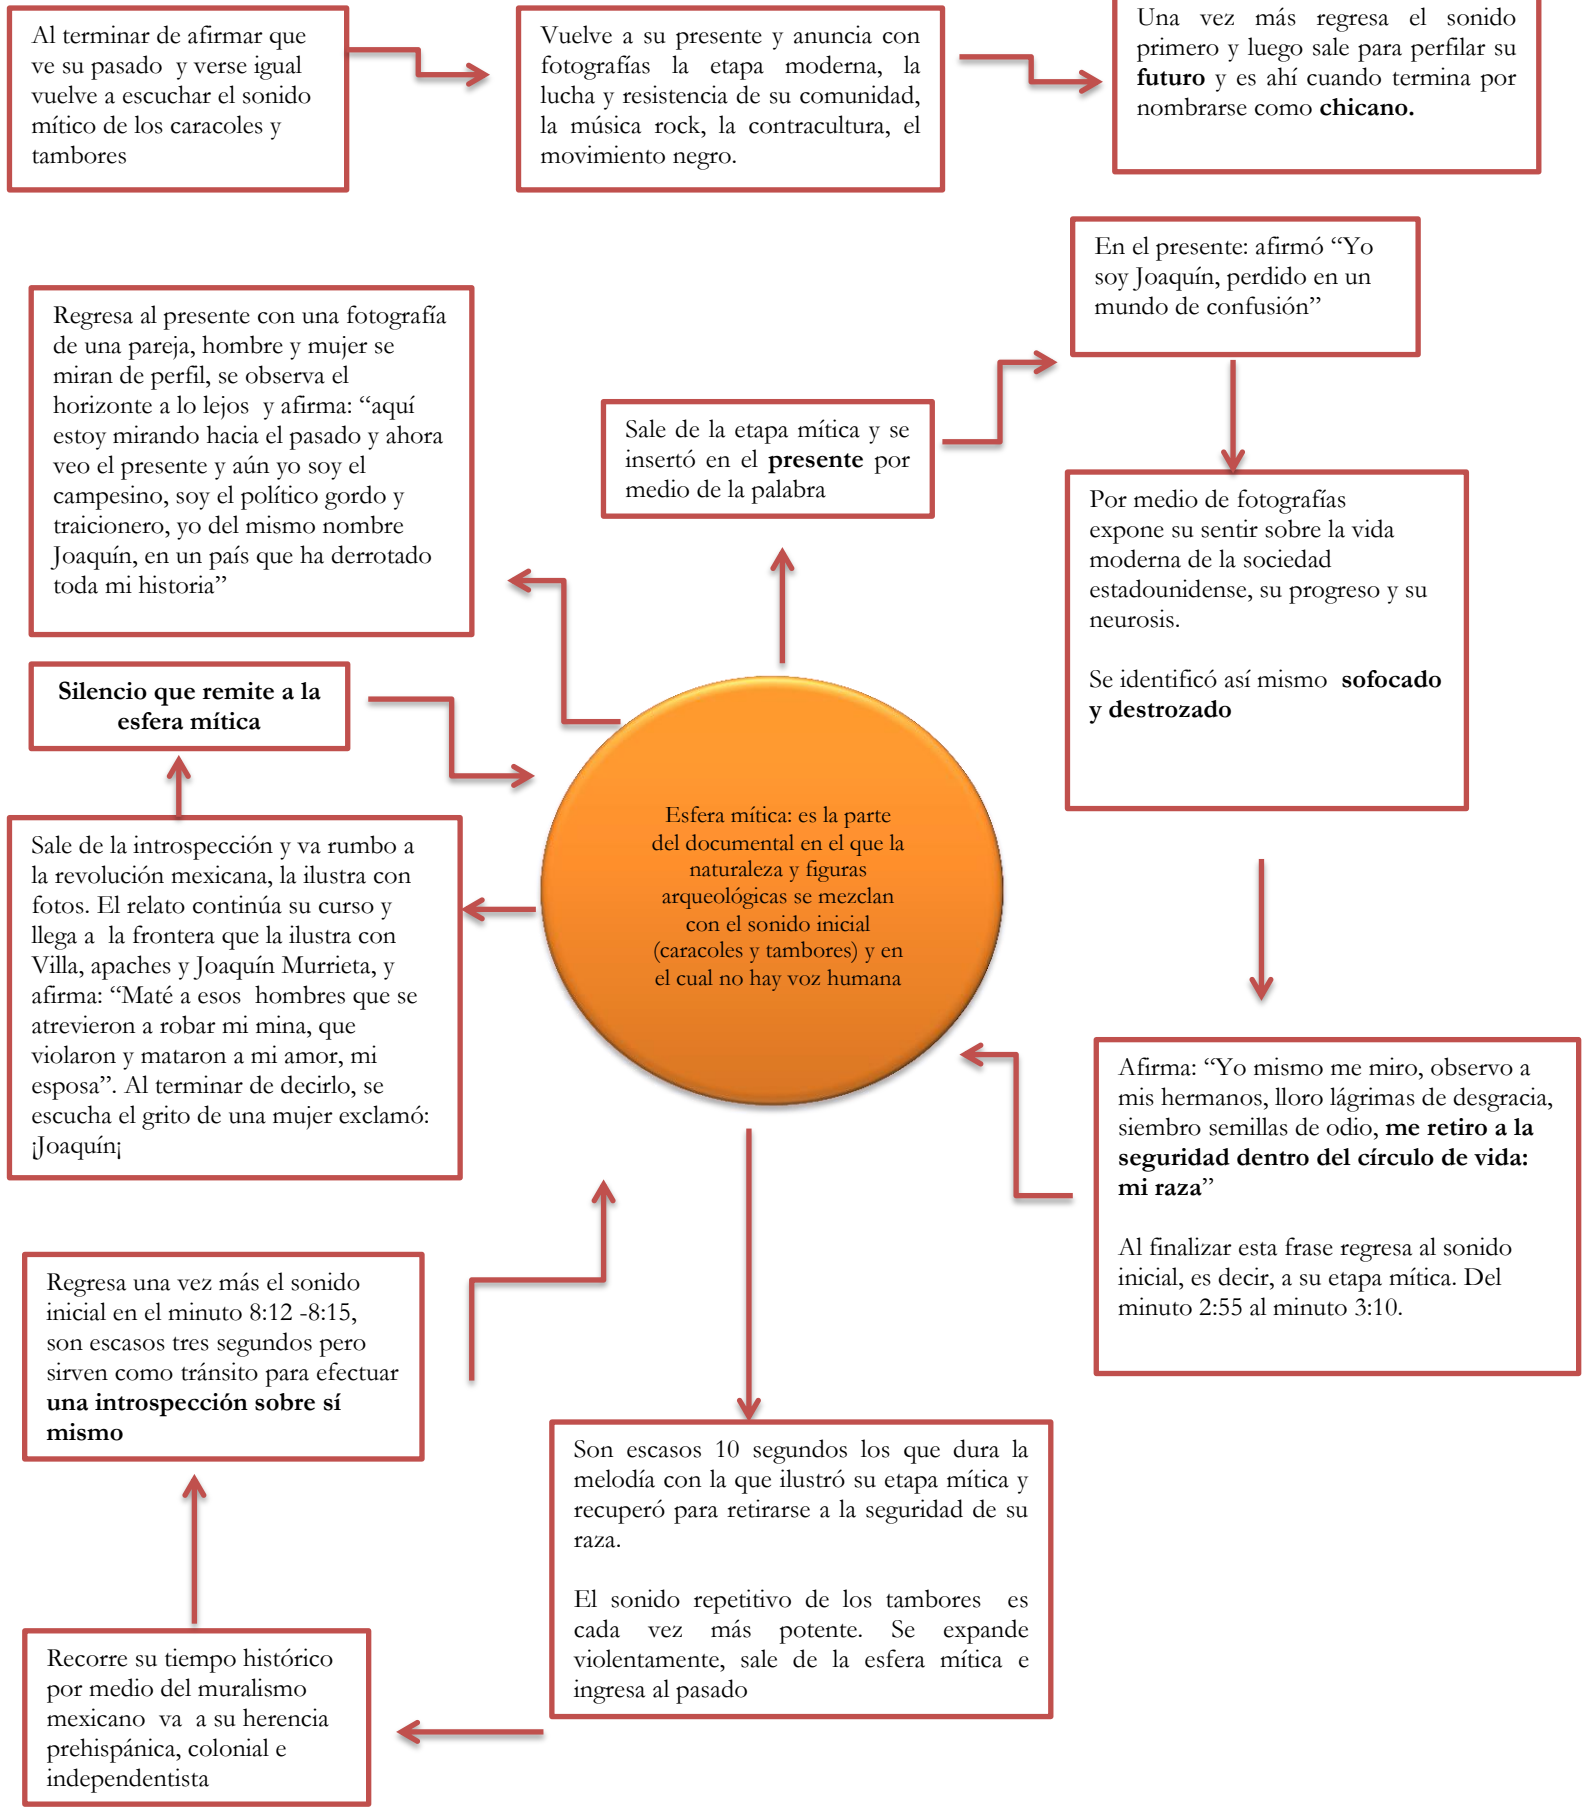 Al terminar de afirmar que
ve su pasado y verse igual
vuelve a escuchar el sonido
mítico de los caracoles y
tambores
Vuelve a su presente y anuncia con
fotografías la etapa moderna, la
lucha y resistencia de su comunidad,
la música rock, la contracultura, el
movimiento negro.
Una vez más regresa el sonido
primero y luego sale para perfilar su
futuro y es ahí cuando termina por
nombrarse como chicano.
En el presente: afirmó “Yo
soy Joaquín, perdido en un
mundo de confusión”
Regresa al presente con una fotografía
de una pareja, hombre y mujer se
miran de perfil, se observa el
horizonte a lo lejos y afirma: “aquí
estoy mirando hacia el pasado y ahora
veo el presente y aún yo soy el
campesino, soy el político gordo y
traicionero, yo del mismo nombre
Joaquín, en un país que ha derrotado
toda mi historia”
Sale de la etapa mítica y se
insertó en el presente por
medio de la palabra
Por medio de fotografías
expone su sentir sobre la vida
moderna de la sociedad
estadounidense, su progreso y su
neurosis.
Se identificó así mismo sofocado
y destrozado
Silencio que remite a la
esfera mítica
Esfera mítica: es la parte
del documental en el que la
naturaleza y figuras
arqueológicas se mezclan
con el sonido inicial
(caracoles y tambores) y en
el cual no hay voz humana
Sale de la introspección y va rumbo a
la revolución mexicana, la ilustra con
fotos. El relato continúa su curso y
llega a la frontera que la ilustra con
Villa, apaches y Joaquín Murrieta, y
afirma: “Maté a esos hombres que se
atrevieron a robar mi mina, que
violaron y mataron a mi amor, mi
esposa”. Al terminar de decirlo, se
escucha el grito de una mujer exclamó:
¡Joaquín¡
Afirma: “Yo mismo me miro, observo a
mis hermanos, lloro lágrimas de desgracia,
siembro semillas de odio, me retiro a la
seguridad dentro del círculo de vida:
mi raza”
Al finalizar esta frase regresa al sonido
inicial, es decir, a su etapa mítica. Del
minuto 2:55 al minuto 3:10.
Regresa una vez más el sonido
inicial en el minuto 8:12 -8:15,
son escasos tres segundos pero
sirven como tránsito para efectuar
una introspección sobre sí
mismo
Son escasos 10 segundos los que dura la
melodía con la que ilustró su etapa mítica y
recuperó para retirarse a la seguridad de su
raza.
El sonido repetitivo de los tambores es
cada vez más potente. Se expande
violentamente, sale de la esfera mítica e
ingresa al pasado
Recorre su tiempo histórico
por medio del muralismo
mexicano va a su herencia
prehispánica, colonial e
independentista